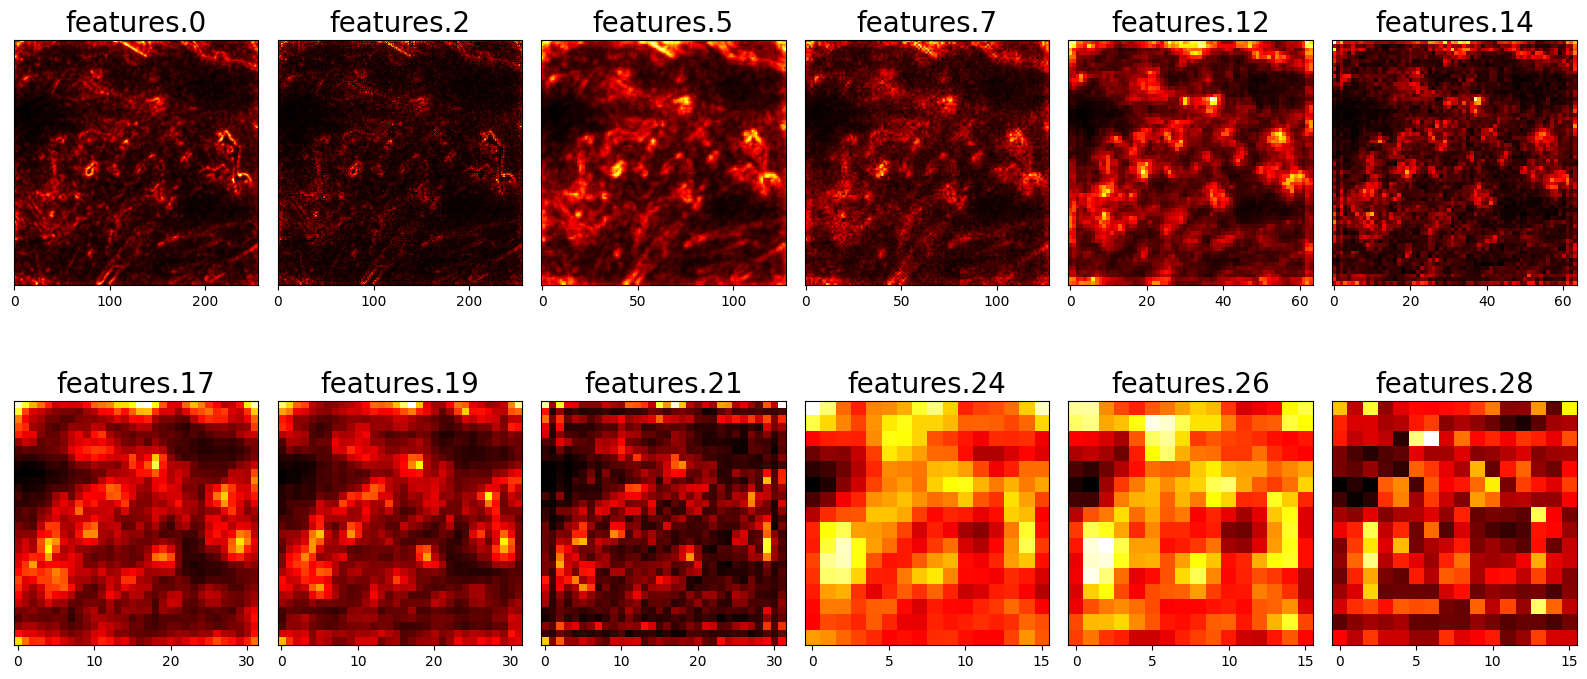 features.0 features.2 features.5 features.7 features.12 features.14
0 100 200 0 100 200 0 50 100 0 50 100 0 20 40 60 0 20 40 60
features.17 features.19 features.21 features.24 features.26 features.28
0 10 20 30 0 10 20 30 0 10 20 30 0 5 10 15 0 5 10 15 0 5 10 15